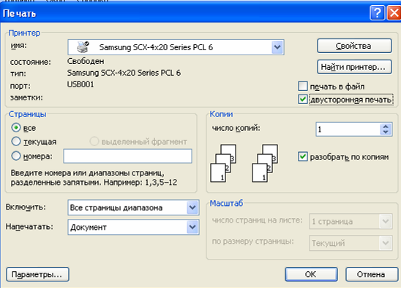 Печать
Принтер
имя: Samsung SCX-4x20 Series PCL 6
Свойства
состояние: Свободен
тип: Samsung SCX-4x20 Series PCL 6
Найти принтер...
порт: USB001
печать в файл
заметки:
двусторонняя печать
Страницы
все
текущая
выделенный фрагмент
номера:
Введите номера или диапазоны страниц,
разделенные запятыми. Например: 1,3,5–12
Копии
число копий: 1
разобрать по копиям
Включить: Все страницы диапазона
Напечатать: Документ
Масштаб
число страниц на листе: 1 страница
по размеру страницы: Текущий
Параметры...
ОК
Отмена